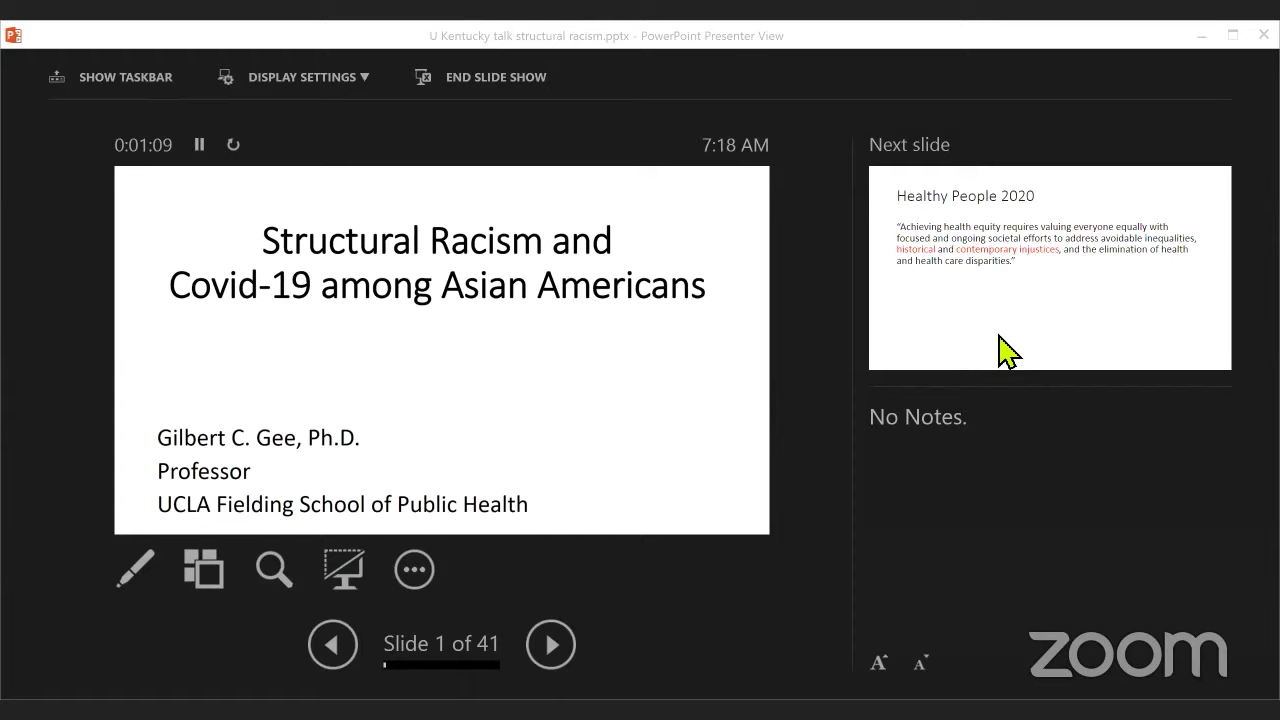 U Kentucky talk structural racism.pptx - PowerPoint Presenter View
SHOW TASKBAR
DISPLAY SETTINGS ▼
END SLIDE SHOW
0:01:09
7:18 AM
Structural Racism and
Covid-19 among Asian Americans
Gilbert C. Gee, Ph.D.
Professor
UCLA Fielding School of Public Health
Slide 1 of 41
Next slide
Healthy People 2020
“Achieving health equity requires valuing everyone equally with
focused and ongoing societal efforts to address avoidable inequalities,
historical and contemporary injustices, and the elimination of health
and health care disparities.”
No Notes.
A A
zoom